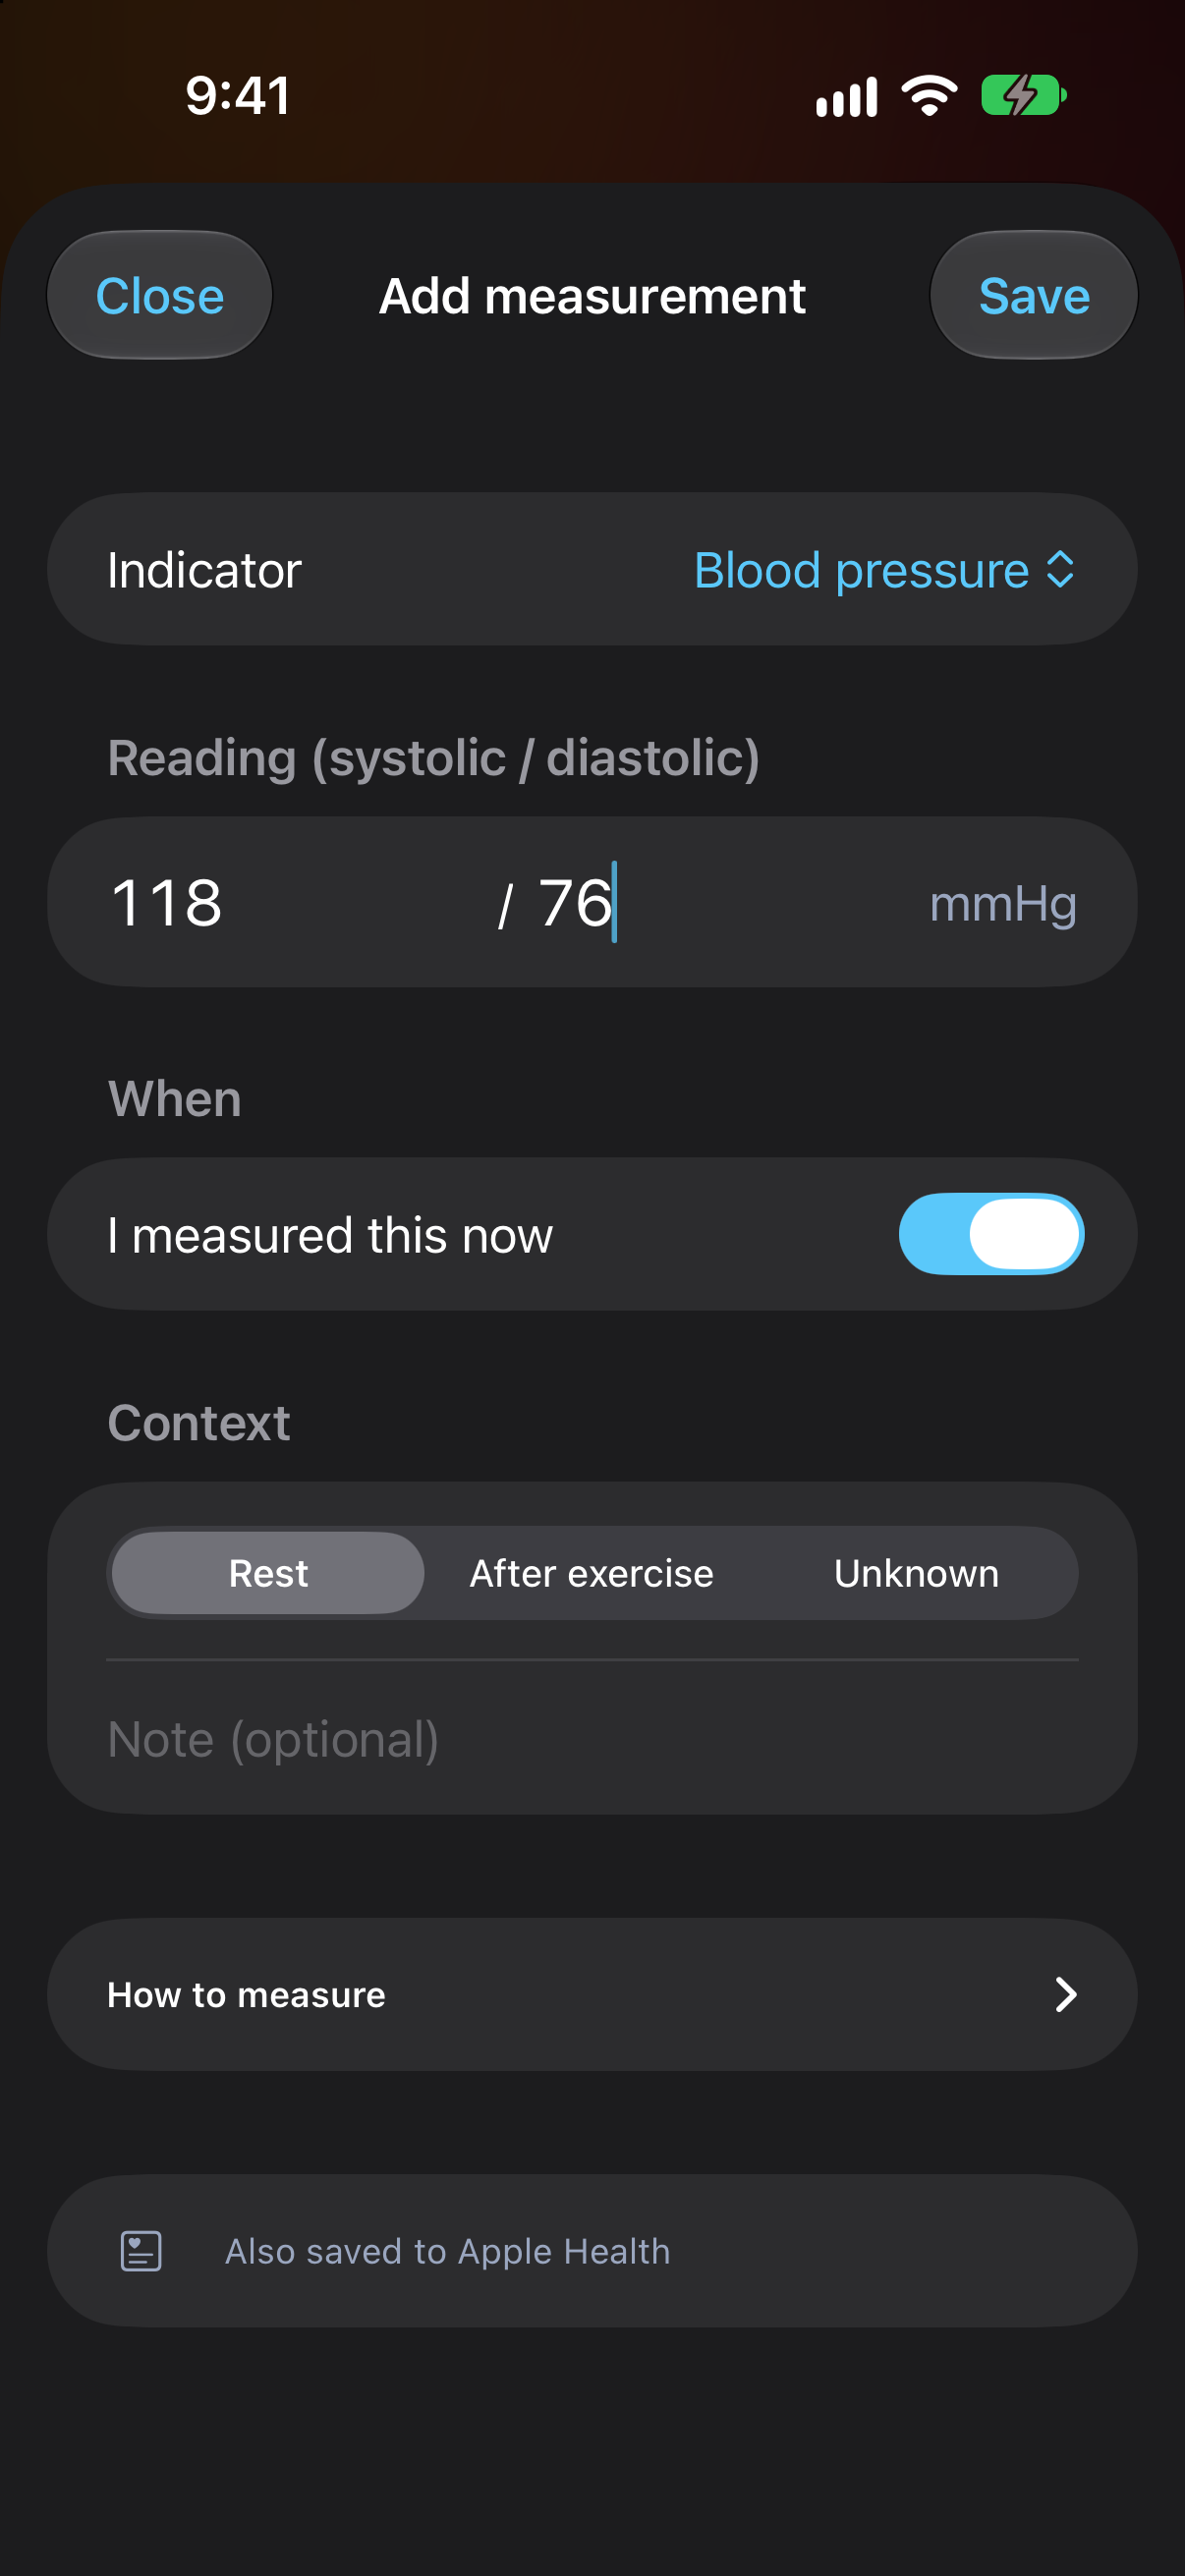 9:41
Close
Add measurement
Save
Indicator
Blood pressure
Reading (systolic / diastolic)
118 / 76 mmHg
When
I measured this now
Context
Rest
After exercise
Unknown
Note (optional)
How to measure
Also saved to Apple Health